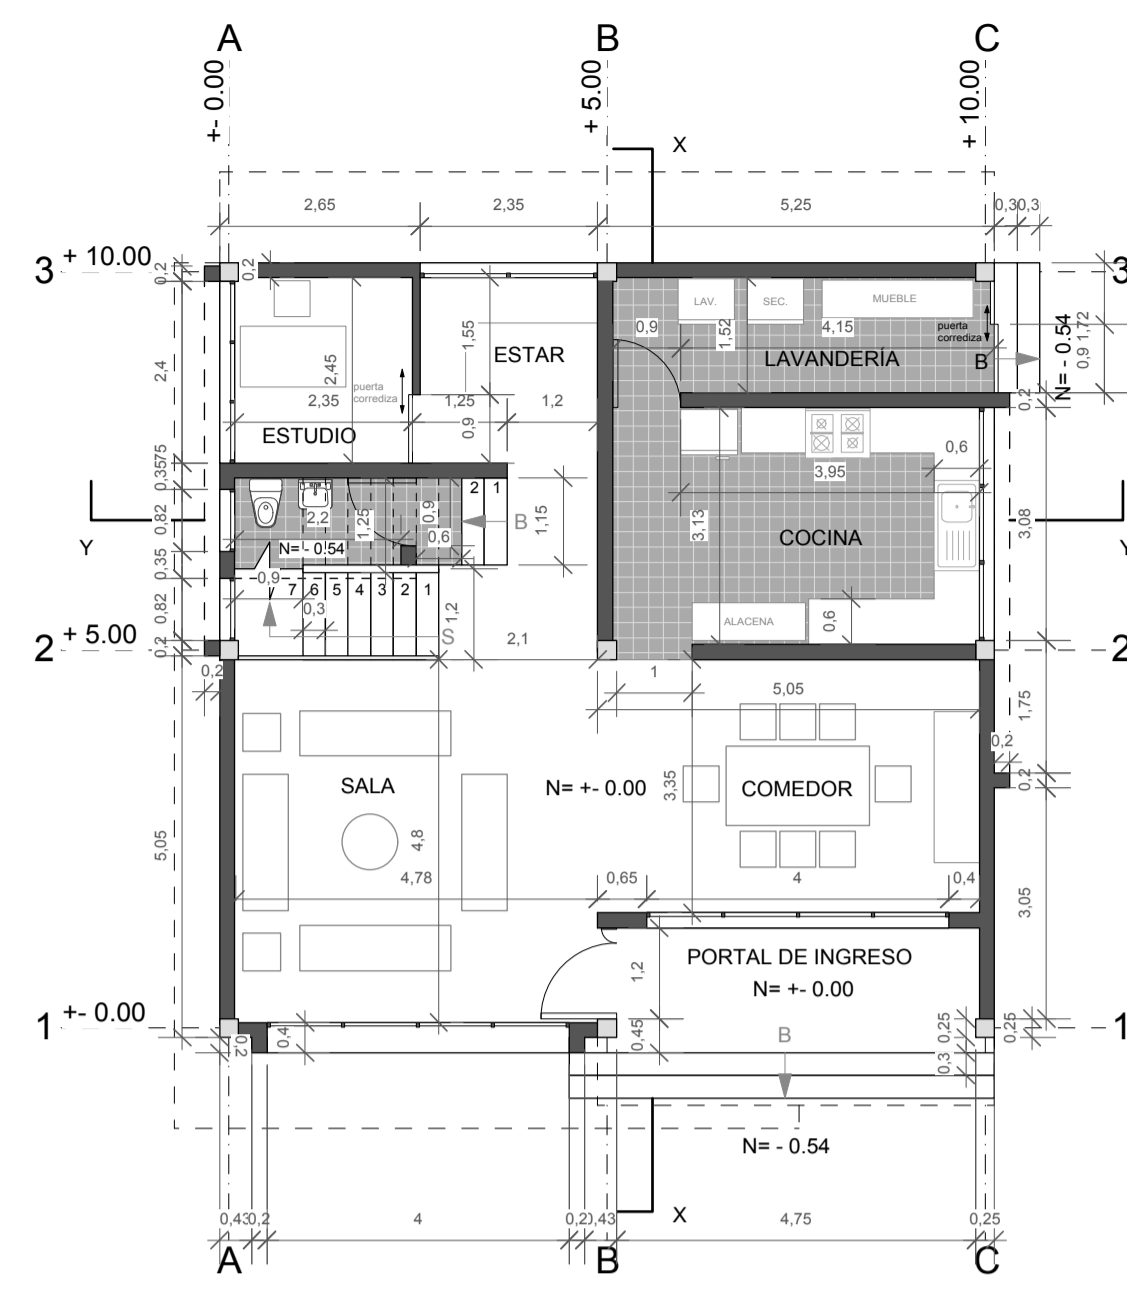 A B C
+- 0.00 + 5.00 + 10.00
X
2,65 2,35 5,25 0,3 0,3
3 + 10.00 3
0,2 0,2
LAV. SEC. MUEBLE
0,9 1,52 4,15
puerta
corrediza
LAVANDERÍA
B
N= - 0.54
0,9 1,72
1,55
ESTAR
2,4 2,45
puerta
corrediza
2,35 1,25 1,2 0,2
0,9
ESTUDIO
0,6
3,95
0,3575
2 1
2,2 1,25 0,9
B 1,15
0,82
3,13
COCINA
3,08
0,6
Y Y
N= - 0.54
0,35
0,9
7 6 5 4 3 2 1
0,82 0,3 1,2
ALACENA 0,6
S 2,1
2 + 5.00 2
0,2
0,2
1
5,05
1,75
0,2
SALA
N= +- 0.00
3,35
COMEDOR
0,2
4,8
5,05
4,78 0,65 4 0,4
3,05
PORTAL DE INGRESO
1,2
N= +- 0.00
1 +- 0.00 1
0,2 0,4 0,45 B 0,25 0,25
0,3
N= - 0.54
X
0,43 0,2 4 0,2 0,43 4,75 0,25
A B C